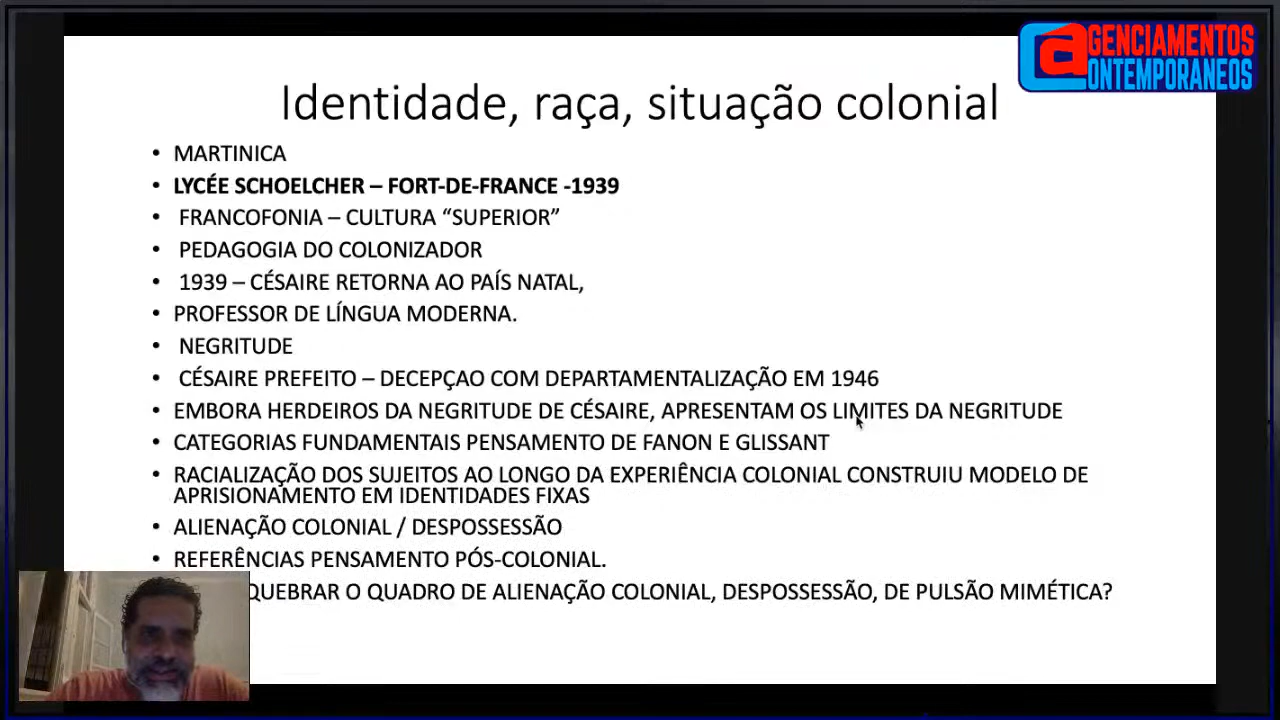 AGENCIAMENTOS
CONTEMPORANEOS
Identidade, raça, situação colonial
• MARTINICA
• LYCÉE SCHOELCHER – FORT-DE-FRANCE -1939
• FRANCOFONIA – CULTURA “SUPERIOR”
• PEDAGOGIA DO COLONIZADOR
• 1939 – CÉSAIRE RETORNA AO PAÍS NATAL,
• PROFESSOR DE LÍNGUA MODERNA.
• NEGRITUDE
• CÉSAIRE PREFEITO – DECEPÇAO COM DEPARTAMENTALIZAÇÃO EM 1946
• EMBORA HERDEIROS DA NEGRITUDE DE CÉSAIRE, APRESENTAM OS LIMITES DA NEGRITUDE
• CATEGORIAS FUNDAMENTAIS PENSAMENTO DE FANON E GLISSANT
• RACIALIZAÇÃO DOS SUJEITOS AO LONGO DA EXPERIÊNCIA COLONIAL CONSTRUIU MODELO DE
APRISIONAMENTO EM IDENTIDADES FIXAS
• ALIENAÇÃO COLONIAL / DESPOSSESSÃO
• REFERÊNCIAS PENSAMENTO PÓS-COLONIAL.
QUEBRAR O QUADRO DE ALIENAÇÃO COLONIAL, DESPOSSESSÃO, DE PULSÃO MIMÉTICA?